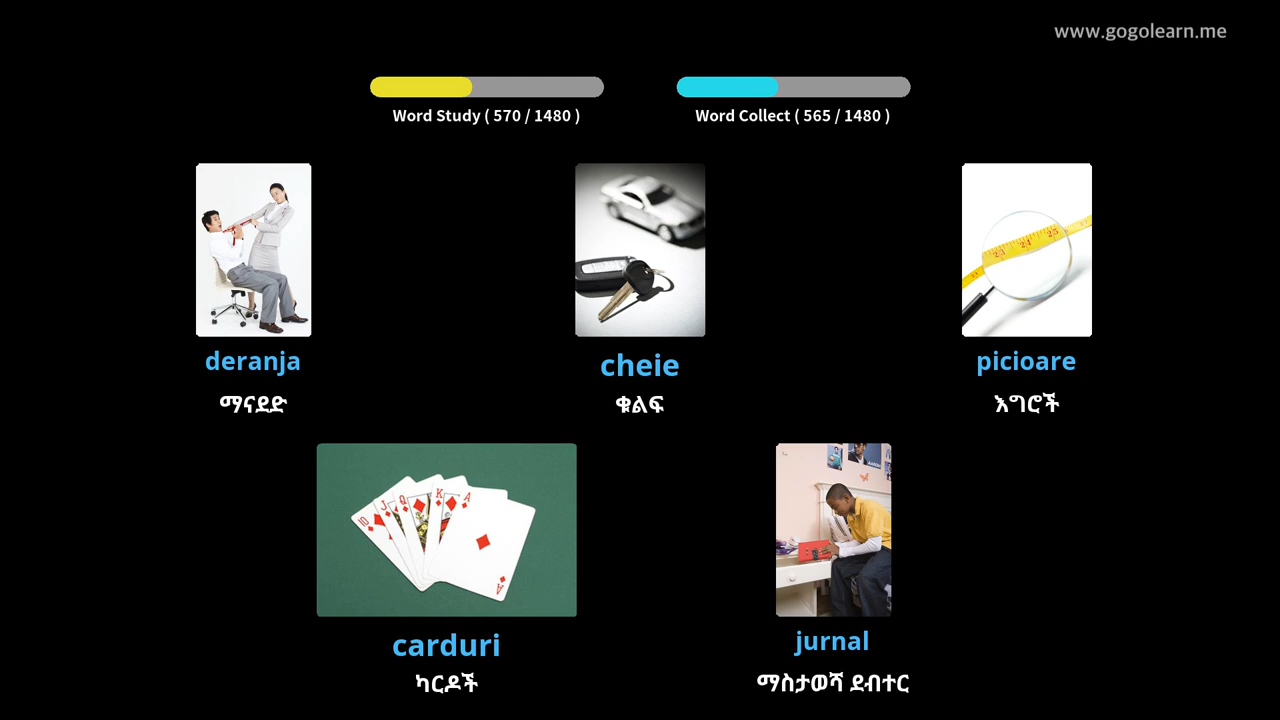 www.gogolearn.me
Word Study ( 570 / 1480 )
Word Collect ( 565 / 1480 )
deranja
cheie
picioare
ማናደድ
ቁልፍ
እግሮች
10 J Q K A
A
carduri
jurnal
ካርዶች
ማስታወሻ ደብተር